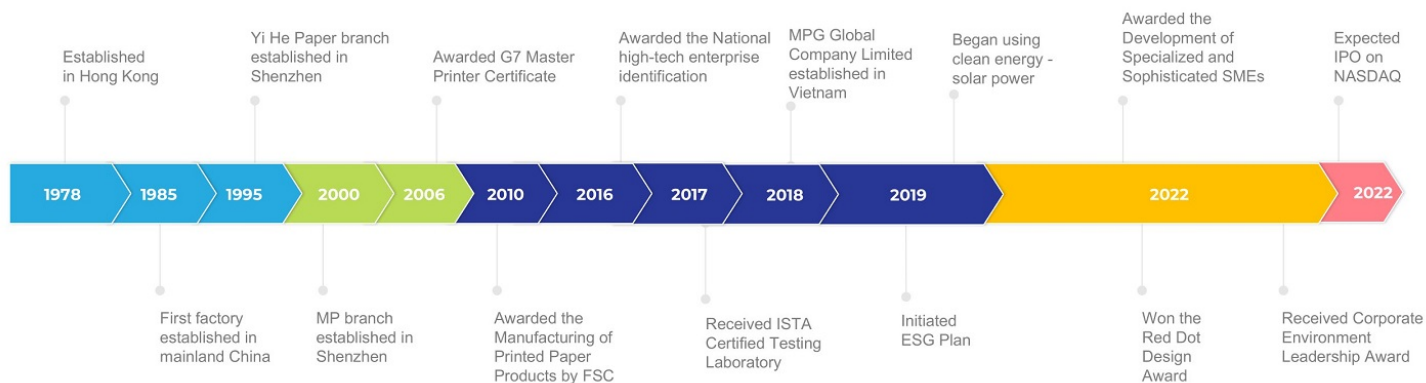 Established
in Hong Kong
Yi He Paper branch
established in
Shenzhen
Awarded G7 Master
Printer Certificate
Awarded the National
high-tech enterprise
identification
MPG Global
Company Limited
established in
Vietnam
Began using
clean energy -
solar power
Awarded the
Development of
Specialized and
Sophisticated SMEs
Expected
IPO on
NASDAQ
1978
1985
1995
2000
2006
2010
2016
2017
2018
2019
2022
2022
First factory
established in
mainland China
MP branch
established in
Shenzhen
Awarded the
Manufacturing of
Printed Paper
Products by FSC
Received ISTA
Certified Testing
Laboratory
Initiated
ESG Plan
Won the
Red Dot
Design
Award
Received Corporate
Environment
Leadership Award